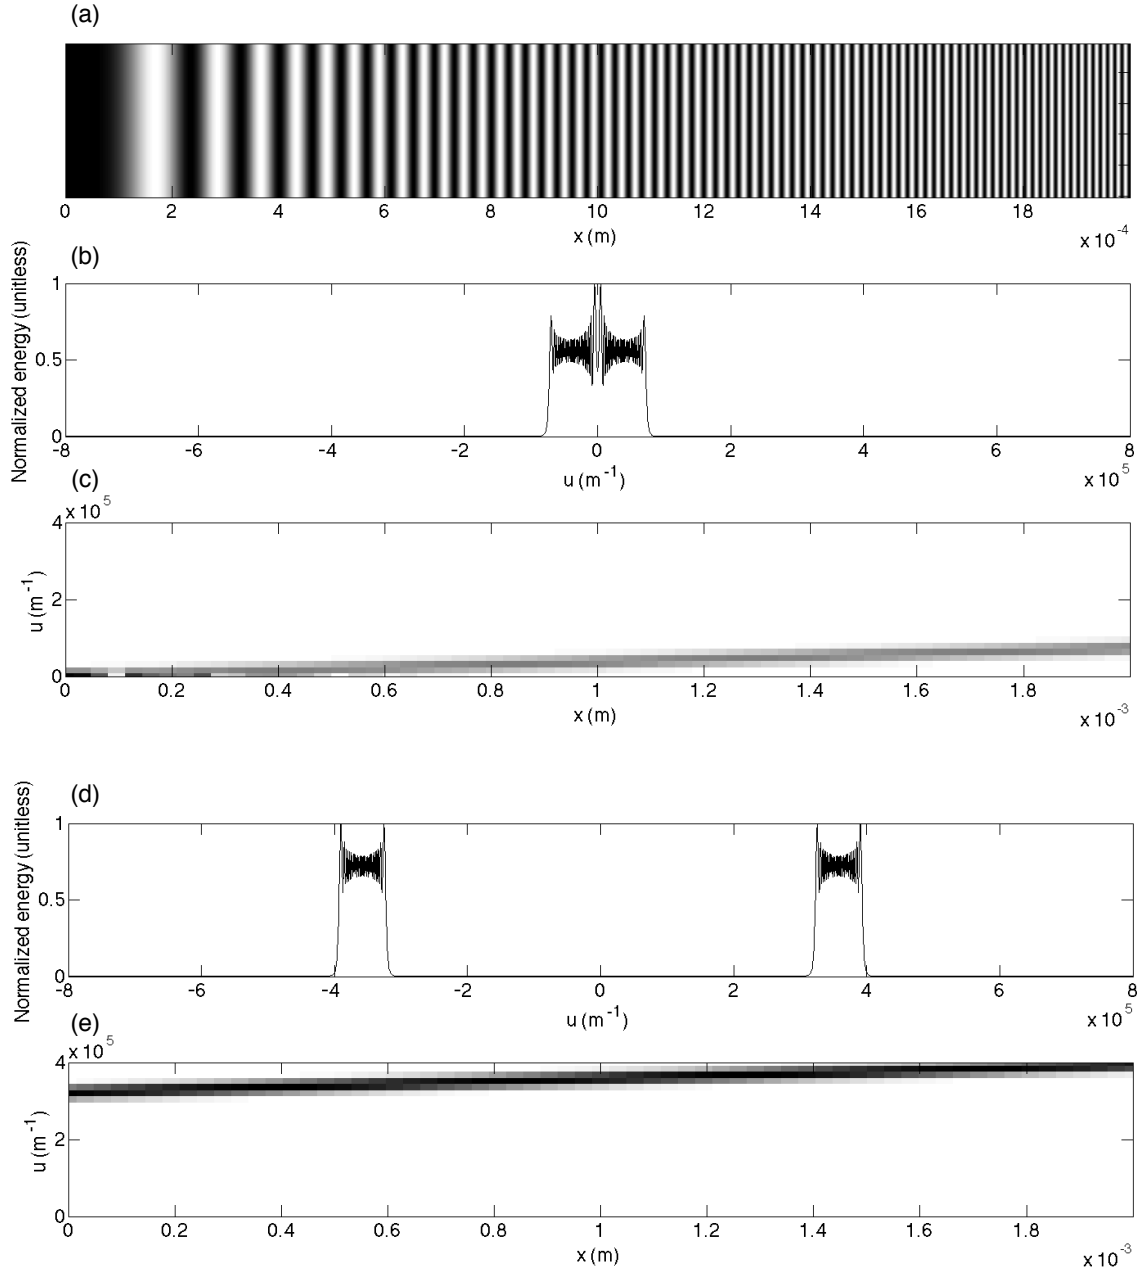 (a)
0 2 4 6 8 10 12 14 16 18
x (m)
x 10^-4
(b)
Normalized energy (unitless)
1
0.5
0
-8 -6 -4 -2 0 2 4 6 8
u (m^-1)
x 10^5
(c)
x 10^5
u (m^-1)
4
2
0
0 0.2 0.4 0.6 0.8 1 1.2 1.4 1.6 1.8
x (m)
x 10^-3
(d)
Normalized energy (unitless)
1
0.5
0
-8 -6 -4 -2 0 2 4 6 8
u (m^-1)
x 10^5
(e)
x 10^5
u (m^-1)
4
2
0
0 0.2 0.4 0.6 0.8 1 1.2 1.4 1.6 1.8
x (m)
x 10^-3